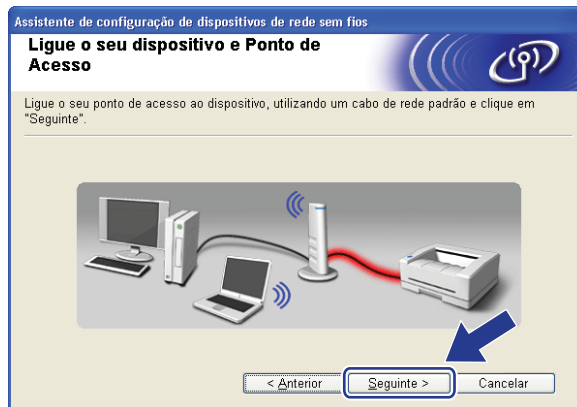 Assistente de configuração de dispositivos de rede sem fios
Ligue o seu dispositivo e Ponto de
Acesso
Ligue o seu ponto de acesso ao dispositivo, utilizando um cabo de rede padrão e clique em
"Seguinte".
< Anterior
Seguinte >
Cancelar